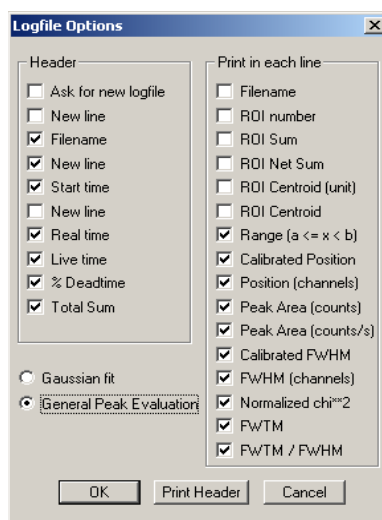 Logfile Options
Header
Ask for new logfile
New line
Filename
New line
Start time
New line
Real time
Live time
% Deadtime
Total Sum
Gaussian fit
General Peak Evaluation
Print in each line
Filename
ROI number
ROI Sum
ROI Net Sum
ROI Centroid (unit)
ROI Centroid
Range (a <= x < b)
Calibrated Position
Position (channels)
Peak Area (counts)
Peak Area (counts/s)
Calibrated FWHM
FWHM (channels)
Normalized chi**2
FWTM
FWTM / FWHM
OK
Print Header
Cancel